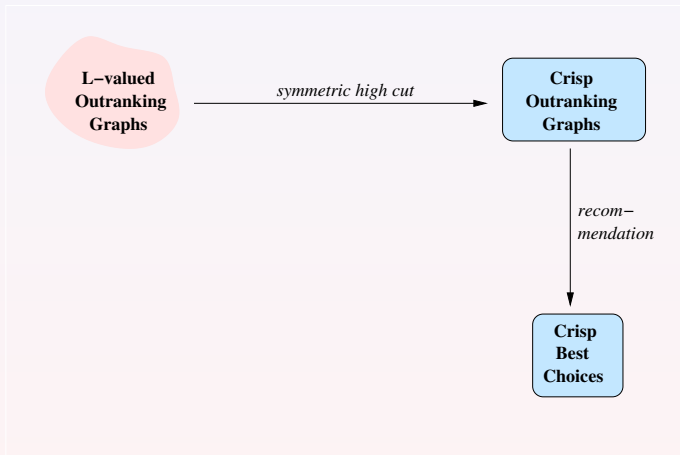 L−valued
Outranking
Graphs
symmetric high cut
Crisp
Outranking
Graphs
recom−
mendation
Crisp
Best
Choices